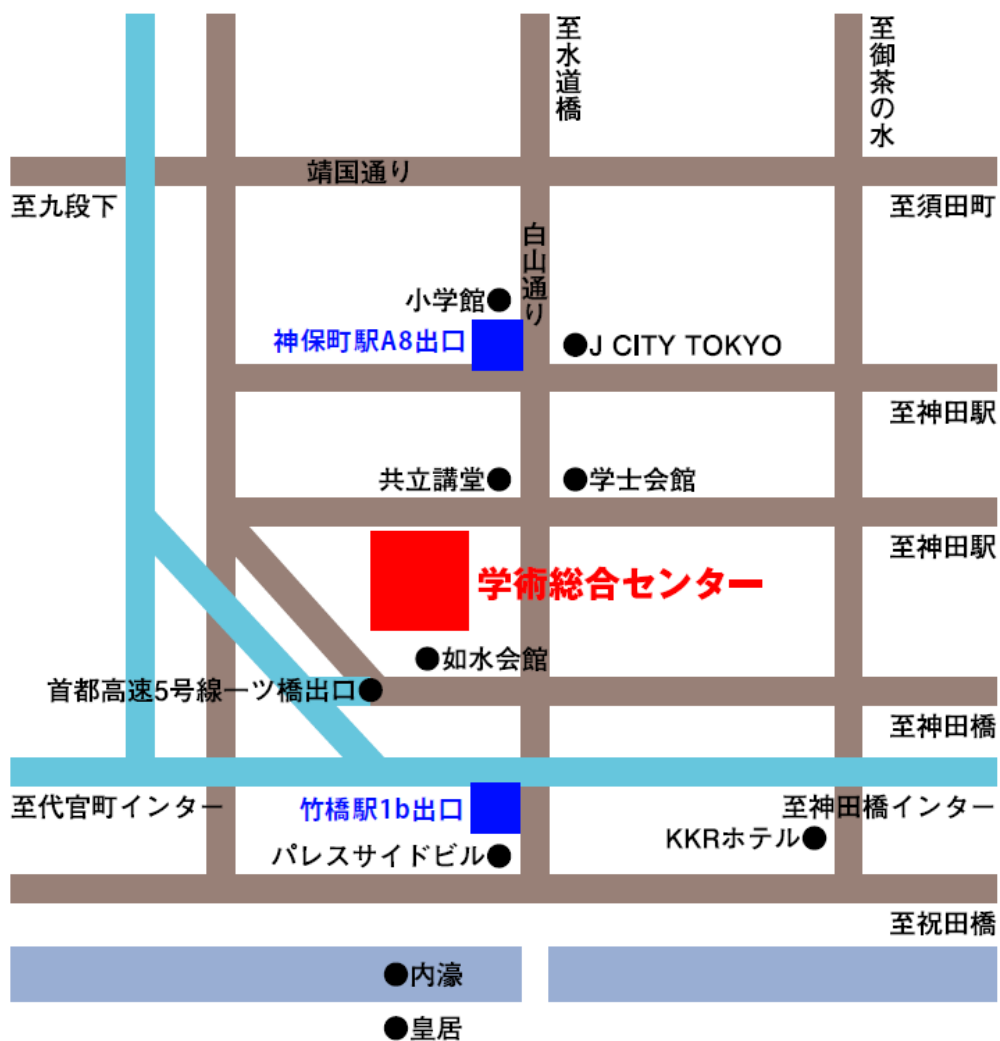 至水道橋
至御茶の水
靖国通り
至九段下
至須田町
白山通り
小学館
神保町駅A8出口
J CITY TOKYO
至神田駅
共立講堂
学士会館
至神田駅
学術総合センター
如水会館
首都高速5号線一ツ橋出口
至神田橋
至代官町インター
竹橋駅1b出口
至神田橋インター
KKRホテル
パレスサイドビル
至祝田橋
内濠
皇居